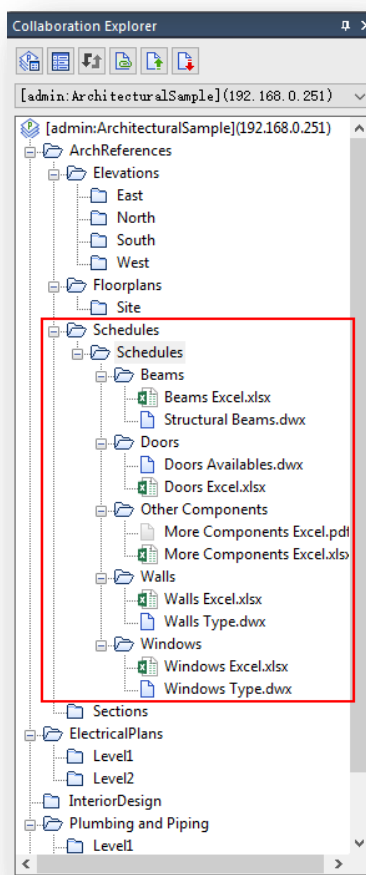 Collaboration Explorer
[admin:ArchitecturalSample](192.168.0.251)
[admin:ArchitecturalSample](192.168.0.251)
ArchReferences
Elevations
East
North
South
West
Floorplans
Site
Schedules
Schedules
Beams
Beams Excel.xlsx
Structural Beams.dwx
Doors
Doors Availables.dwx
Doors Excel.xlsx
Other Components
More Components Excel.pdf
More Components Excel.xlsx
Walls
Walls Excel.xlsx
Walls Type.dwx
Windows
Windows Excel.xlsx
Windows Type.dwx
Sections
ElectricalPlans
Level1
Level2
InteriorDesign
Plumbing and Piping
Level1